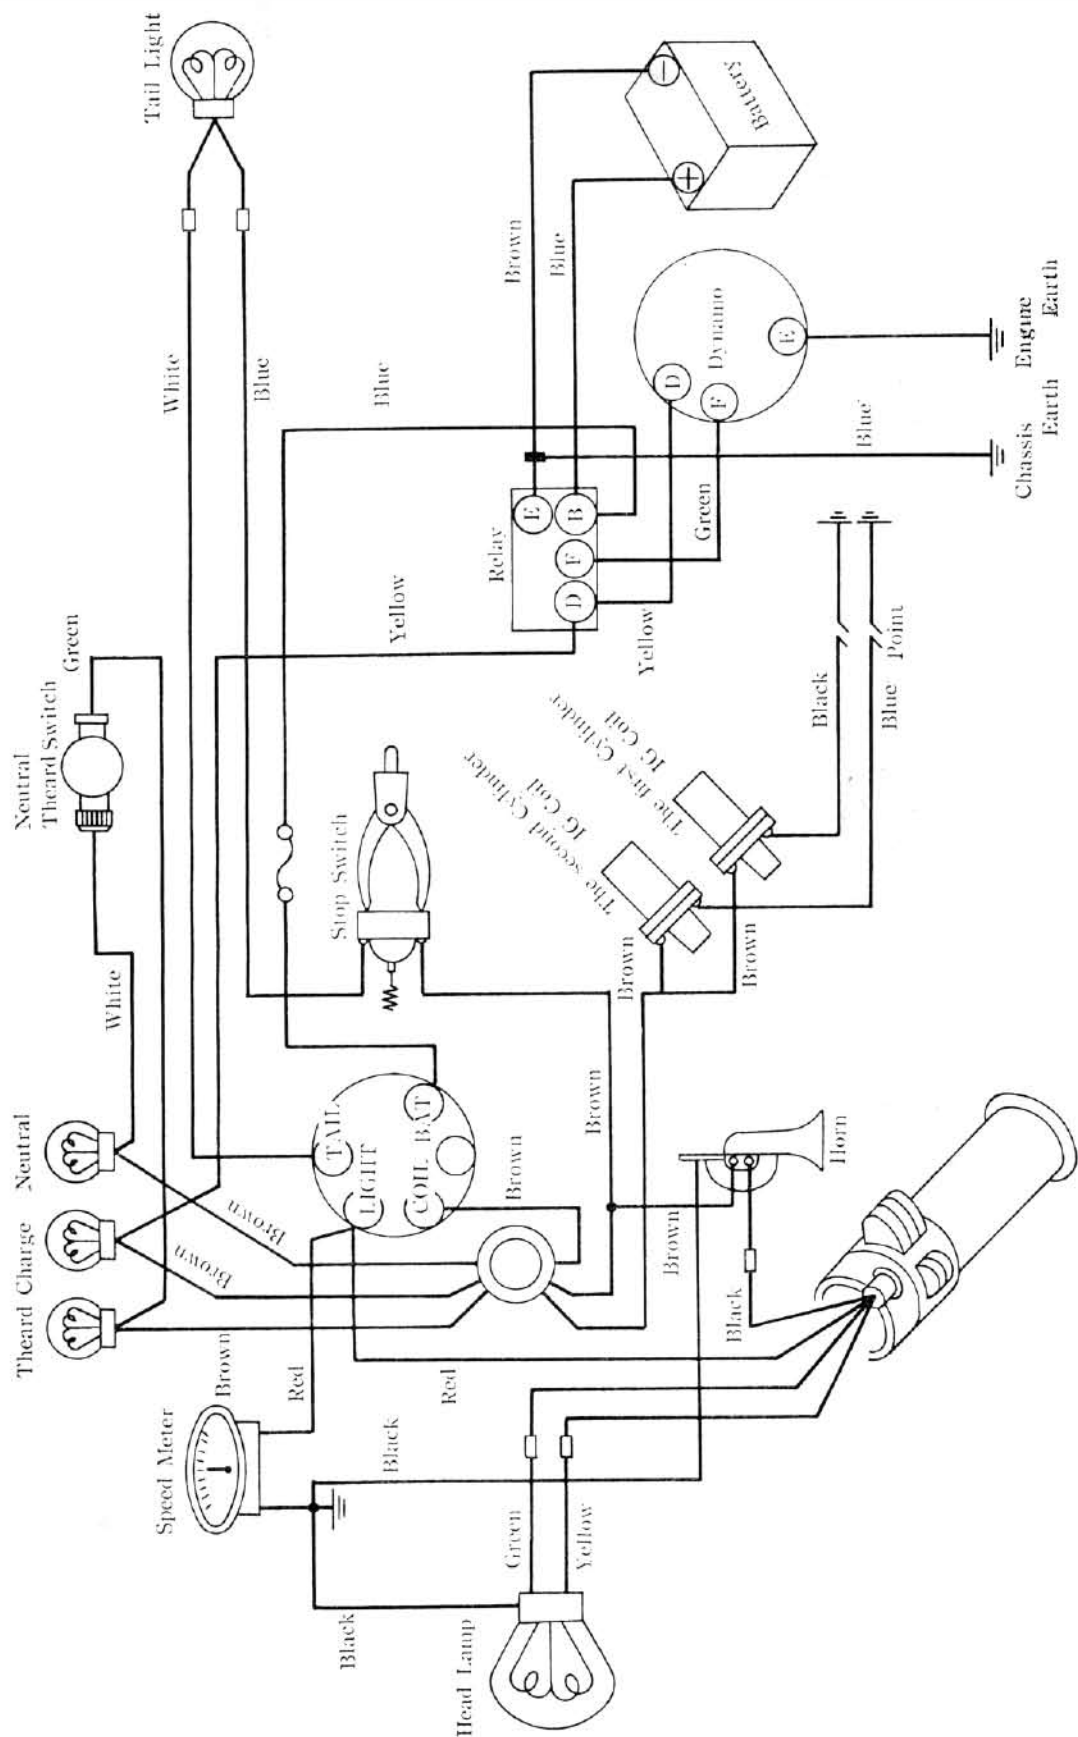 Tail Light
White
Blue
Blue
Brown
Blue
Battery
Dynamo
D
F
E
Engine
Earth
Chassis
Earth
Blue
Relay
E
B
F
D
Green
Yellow
Yellow
Green
Neutral
Theard Switch
White
Stop Switch
The first Cylinder
IG Coil
The second Cylinder
IG Coil
Black
Blue
Point
Brown
Brown
Neutral
Charge
Theard
Brown
Brown
Brown
TAIL
LIGHT
BAT
COIL
Brown
Brown
Brown
Horn
Black
Speed Meter
Red
Red
Black
Black
Green
Yellow
Head Lamp